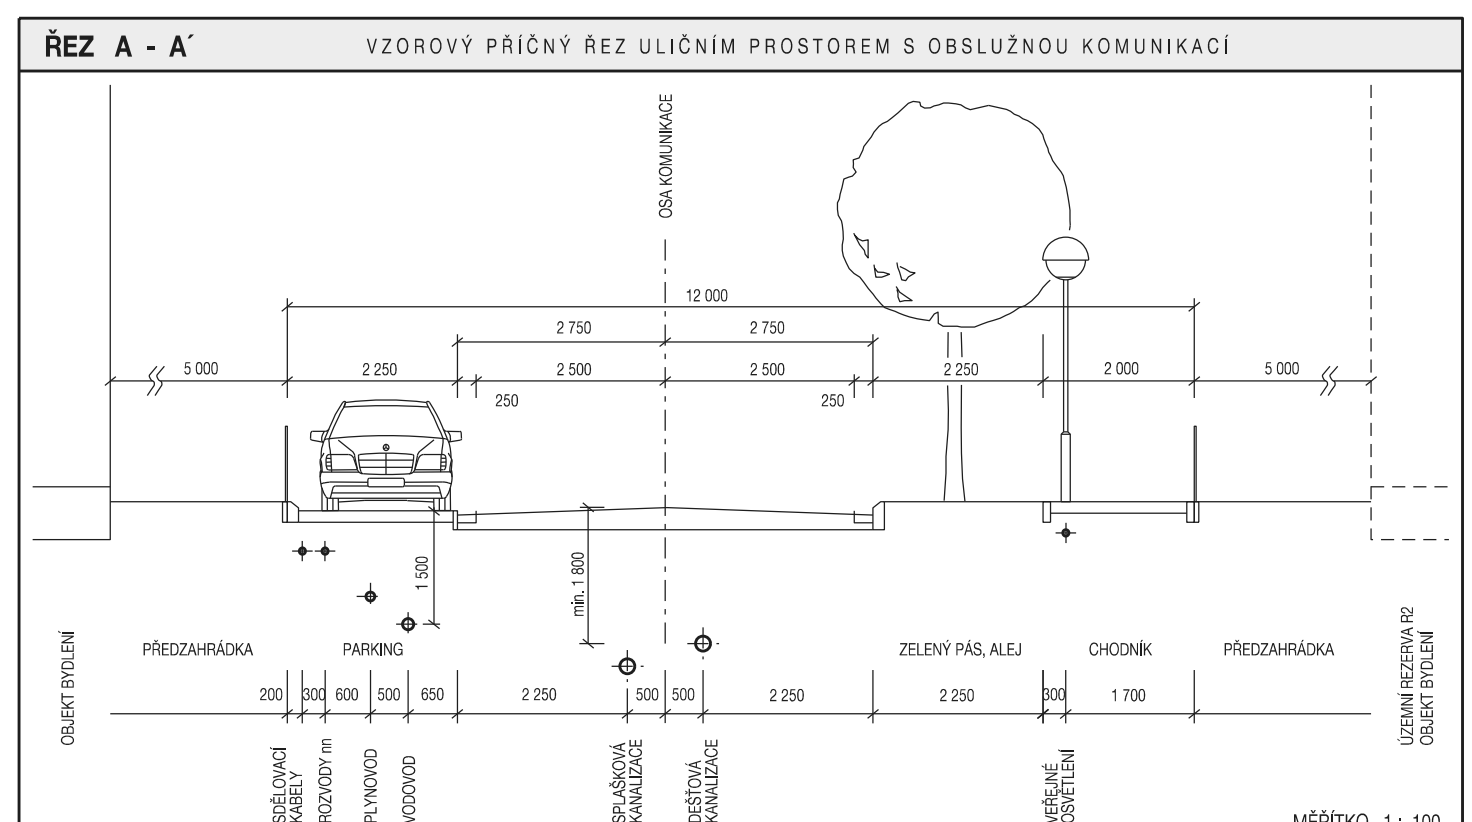 ŘEZ A - A´
VZOROVÝ PŘÍČNÝ ŘEZ ULIČNÍM PROSTOREM S OBSLUŽNOU KOMUNIKACÍ
OSA KOMUNIKACE
12 000
2 750
2 750
5 000
2 250
2 500
2 500
2 250
2 000
5 000
250
250
1 500
min. 1 800
OBJEKT BYDLENÍ
PŘEDZAHRÁDKA
PARKING
ZELENÝ PÁS, ALEJ
CHODNÍK
PŘEDZAHRÁDKA
ÚZEMNÍ REZERVA R2
OBJEKT BYDLENÍ
200
300
600
500
650
2 250
500
500
2 250
2 250
300
1 700
SDĚLOVACÍ
KABELY
ROZVODY nn
PLYNOVOD
VODOVOD
SPLAŠKOVÁ
KANALIZACE
DEŠŤOVÁ
KANALIZACE
VEŘEJNÉ
OSVĚTLENÍ
MĚŘÍTKO 1 : 100